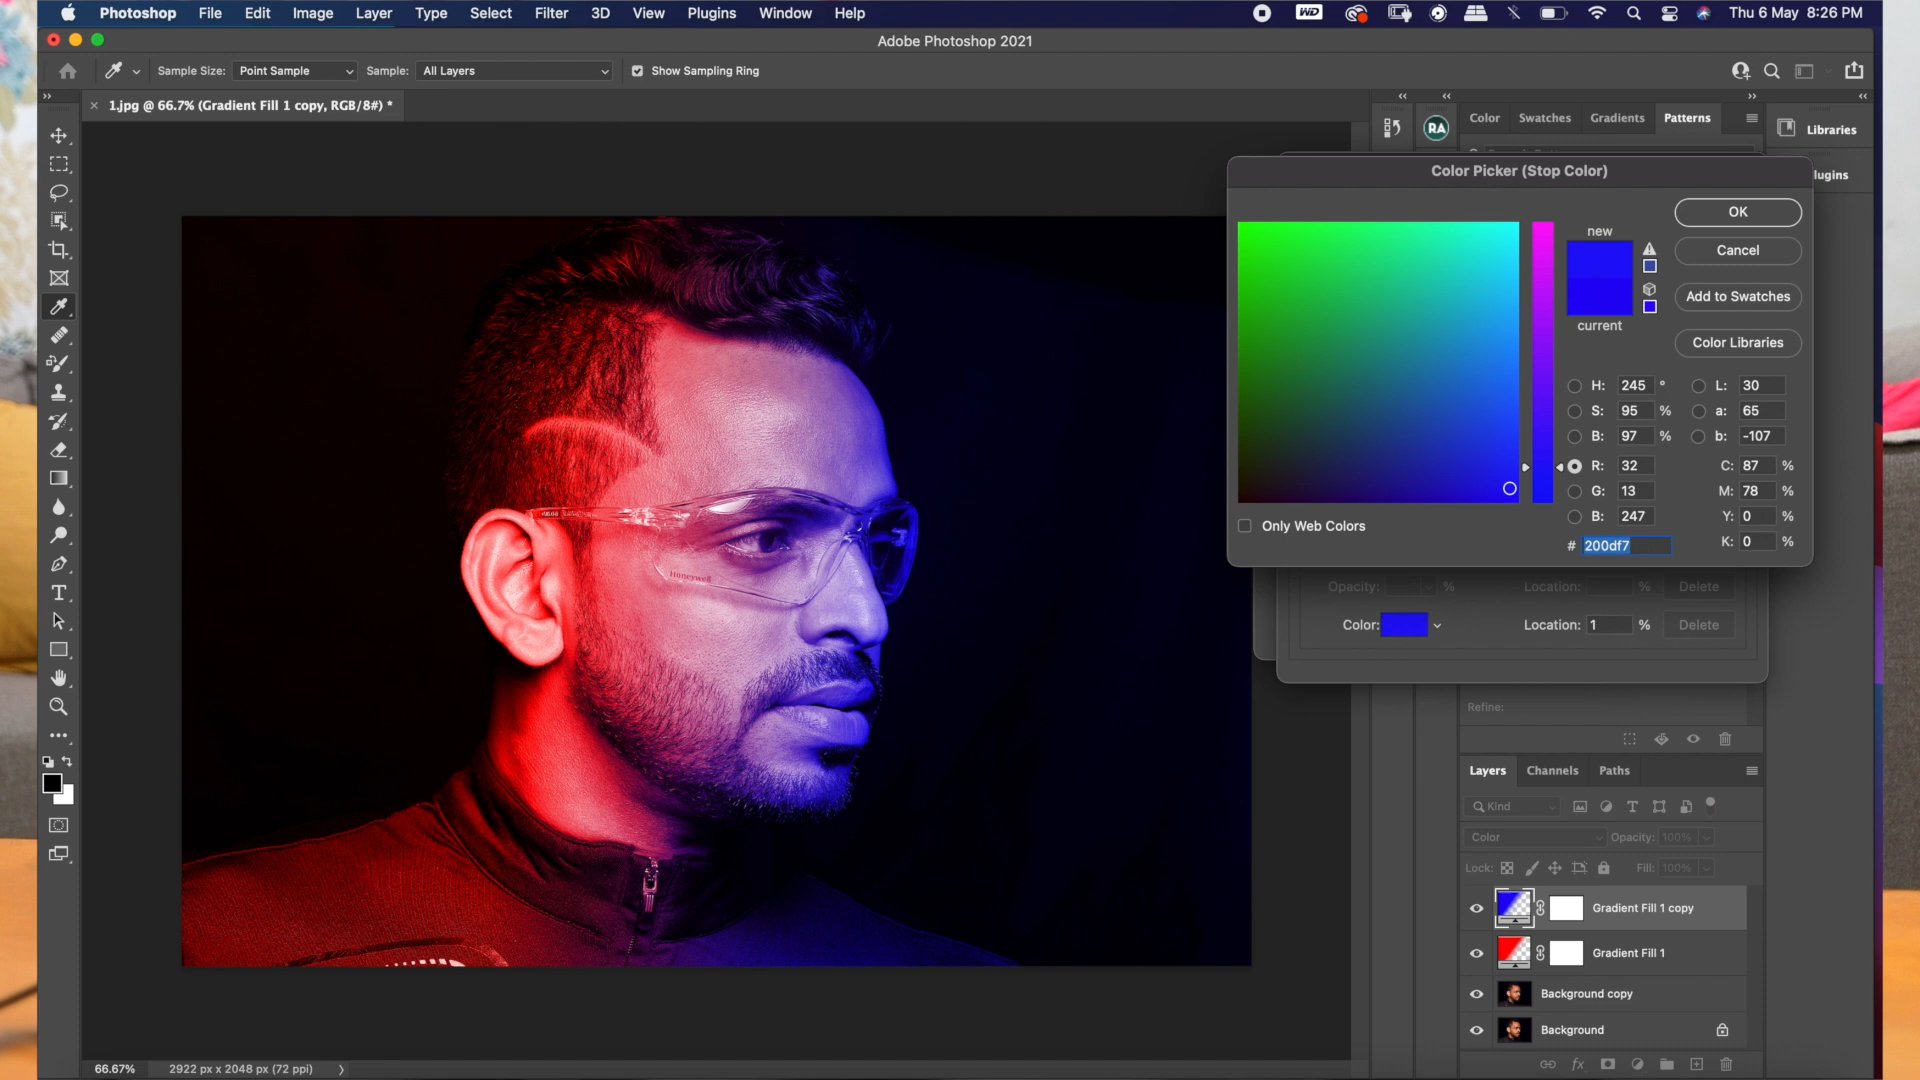 Photoshop File Edit Image Layer Type Select Filter 3D View Plugins Window Help
WD
Thu 6 May 8:26 PM
Adobe Photoshop 2021
Sample Size: Point Sample Sample: All Layers Show Sampling Ring
× 1.jpg @ 66.7% (Gradient Fill 1 copy, RGB/8#) *
RA
Color Swatches Gradients Patterns
Libraries
lugins
Color Picker (Stop Color)
new
current
OK
Cancel
Add to Swatches
Color Libraries
H: 245 °
S: 95 %
B: 97 %
R: 32
G: 13
B: 247
# 200df7
L: 30
a: 65
b: -107
C: 87 %
M: 78 %
Y: 0 %
K: 0 %
Only Web Colors
Opacity: % Location: % Delete
Color: Location: 1 % Delete
Honeywell
Refine:
Layers Channels Paths
Kind
Color Opacity: 100%
Lock: Fill: 100%
Gradient Fill 1 copy
Gradient Fill 1
Background copy
Background
fx
66.67% 2922 px x 2048 px (72 ppi)